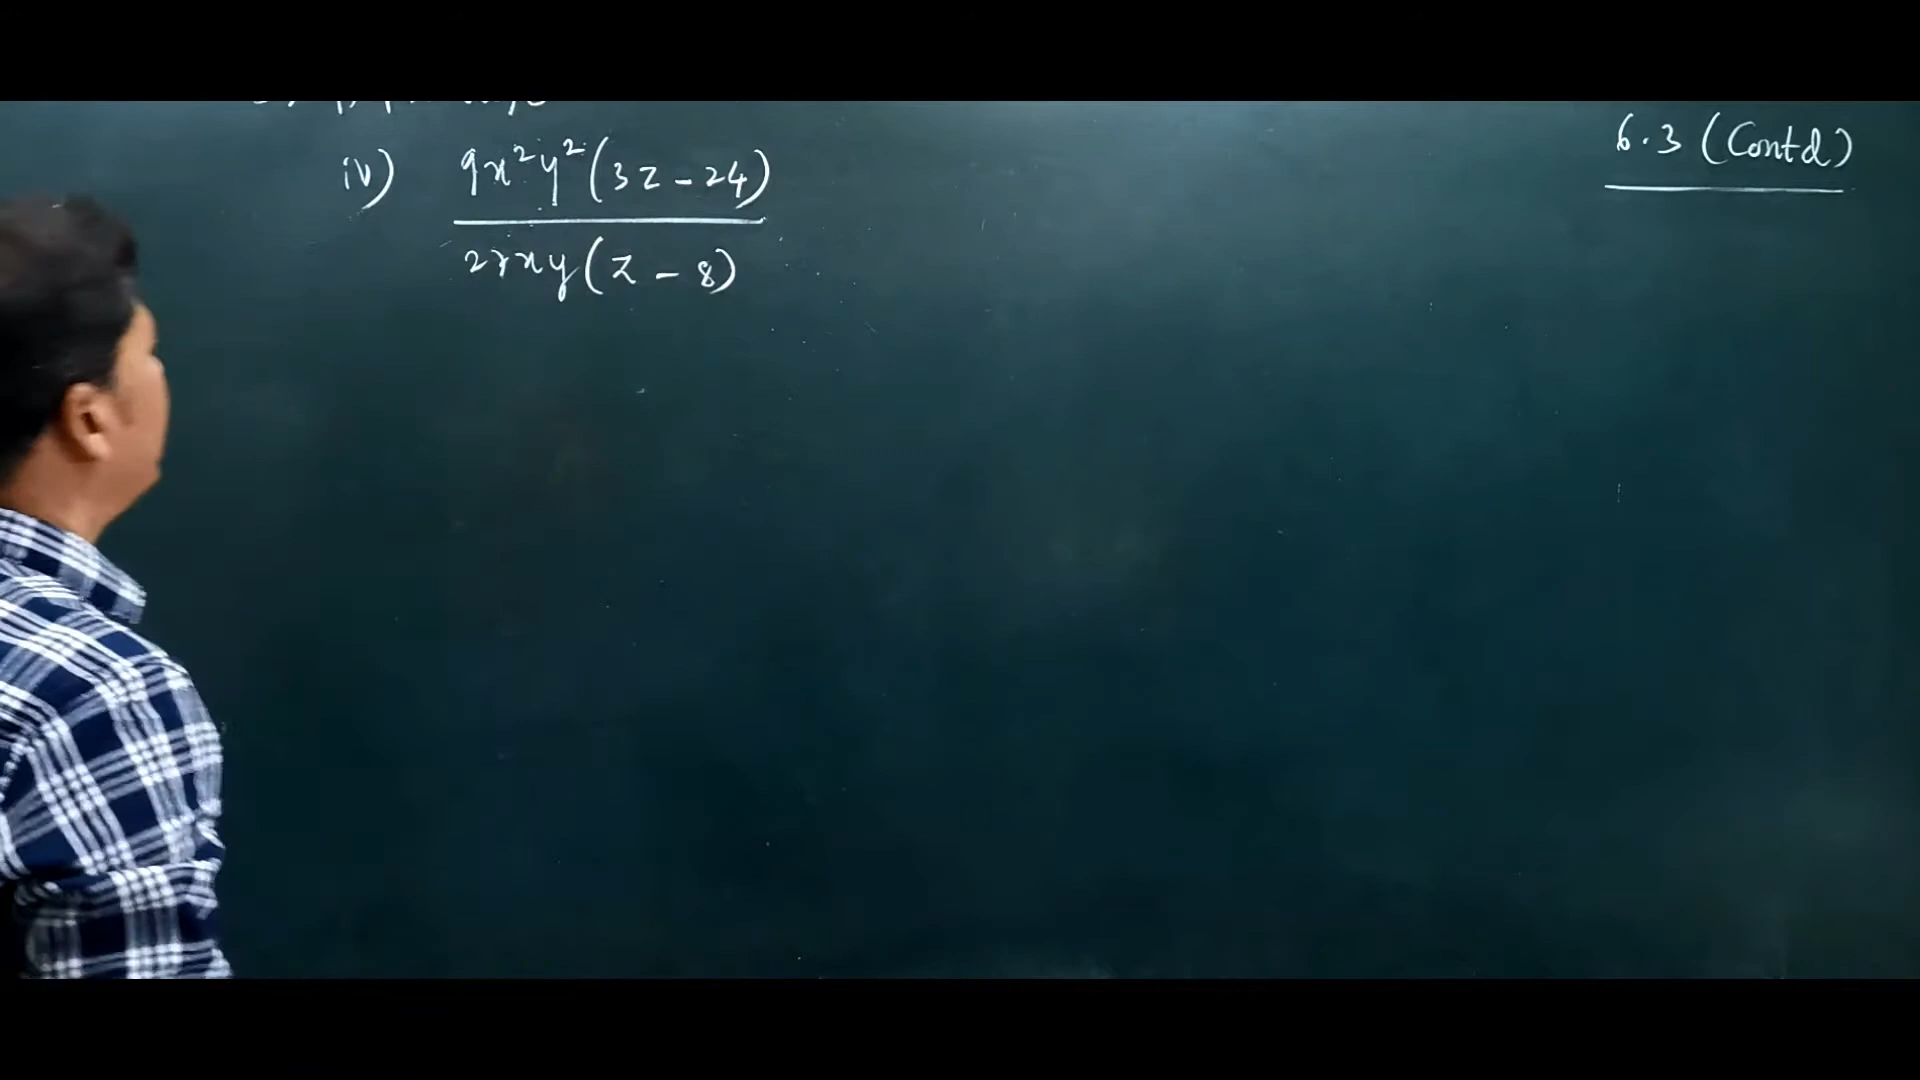 6.3 (Contd)
iv) 9x²y²(3z - 24)
27xy(z - 8)